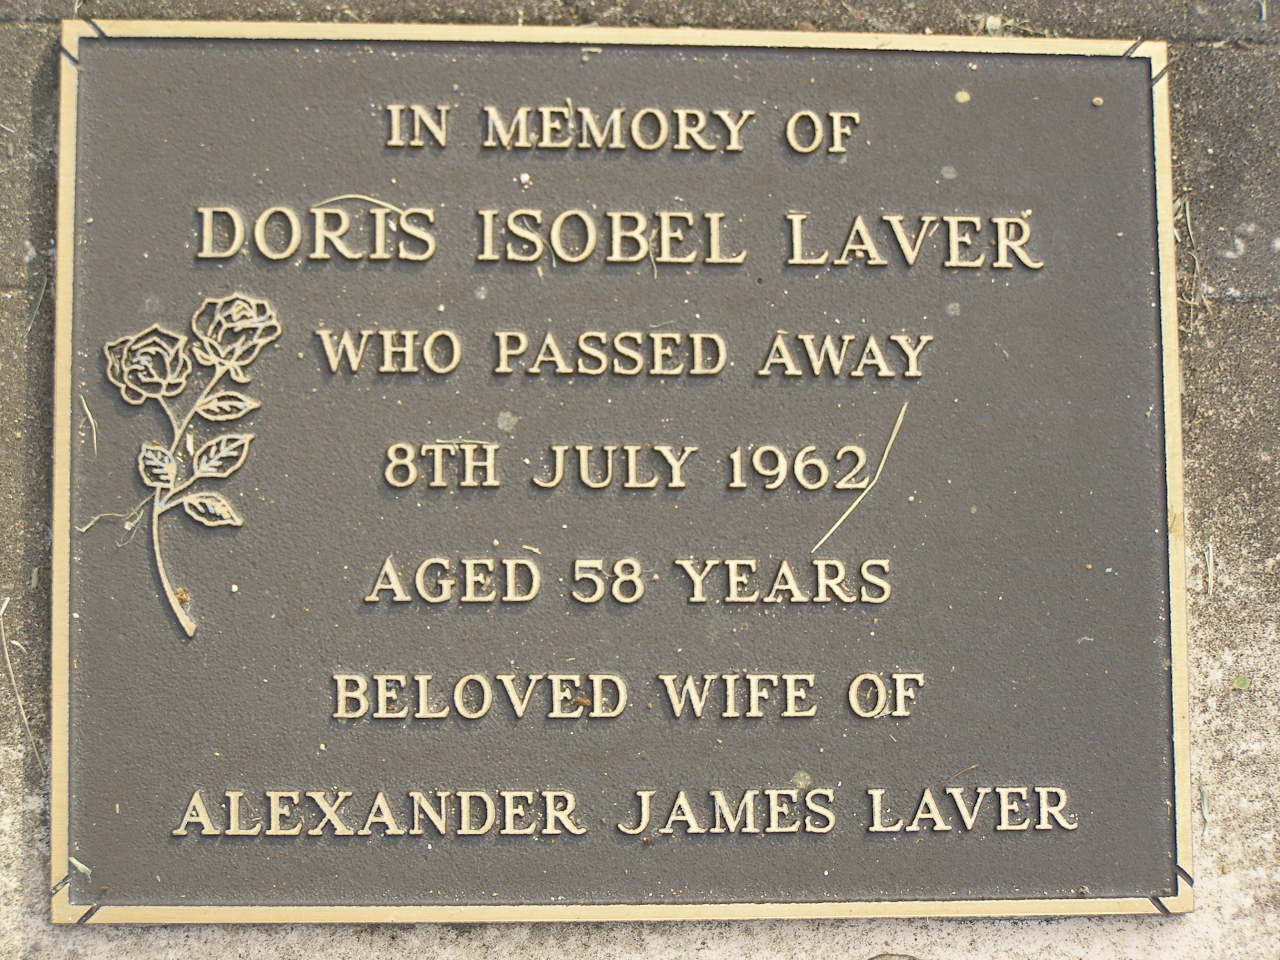 IN MEMORY OF
DORIS ISOBEL LAVER
WHO PASSED AWAY
8TH JULY 1962
AGED 58 YEARS
BELOVED WIFE OF
ALEXANDER JAMES LAVER